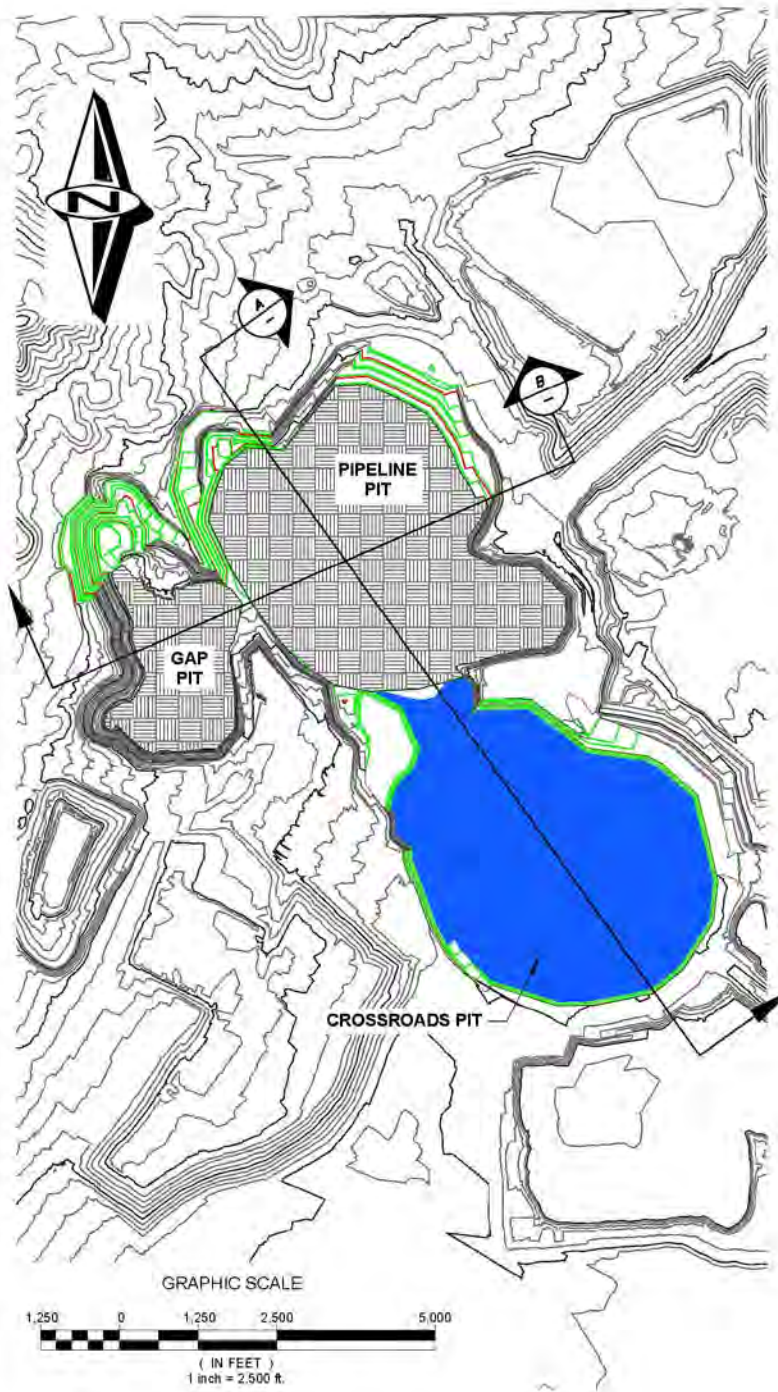 N
A
–
B
–
PIPELINE
PIT
GAP
PIT
CROSSROADS PIT
GRAPHIC SCALE
1,250 0 1,250 2,500 5,000
( IN FEET )
1 inch = 2,500 ft.